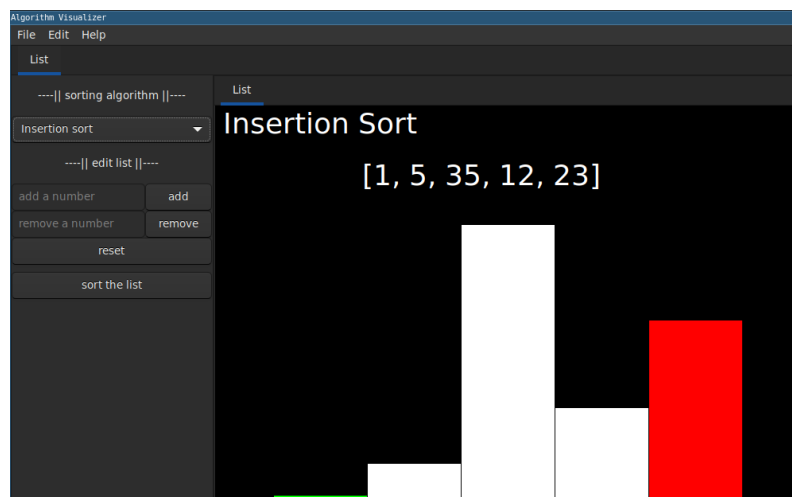 Algorithm Visualizer
File Edit Help
List
----|| sorting algorithm ||----
Insertion sort
----|| edit list ||----
add a number add
remove a number remove
reset
sort the list
List
Insertion Sort
[1, 5, 35, 12, 23]